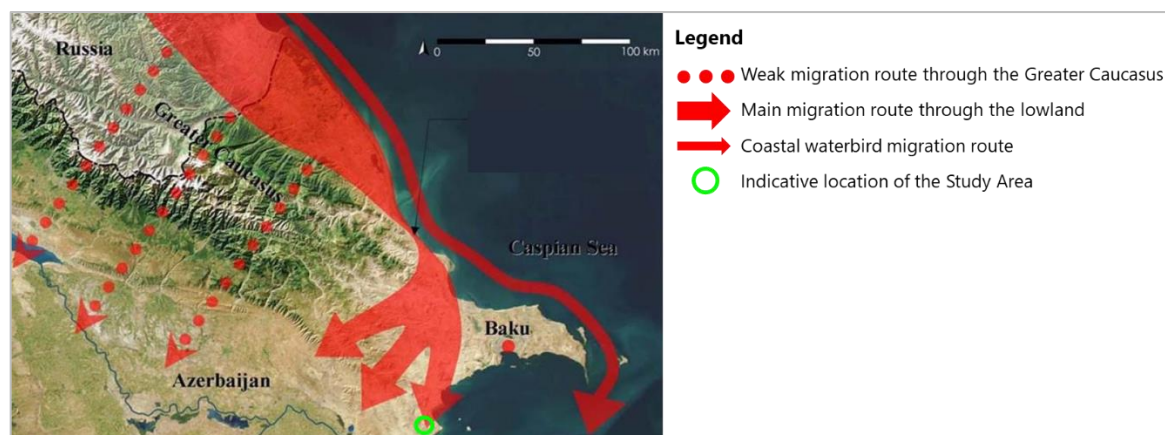 Russia
0 50 100 km
Greater Caucasus
Caspian Sea
Baku
Azerbaijan
Legend
Weak migration route through the Greater Caucasus
Main migration route through the lowland
Coastal waterbird migration route
Indicative location of the Study Area